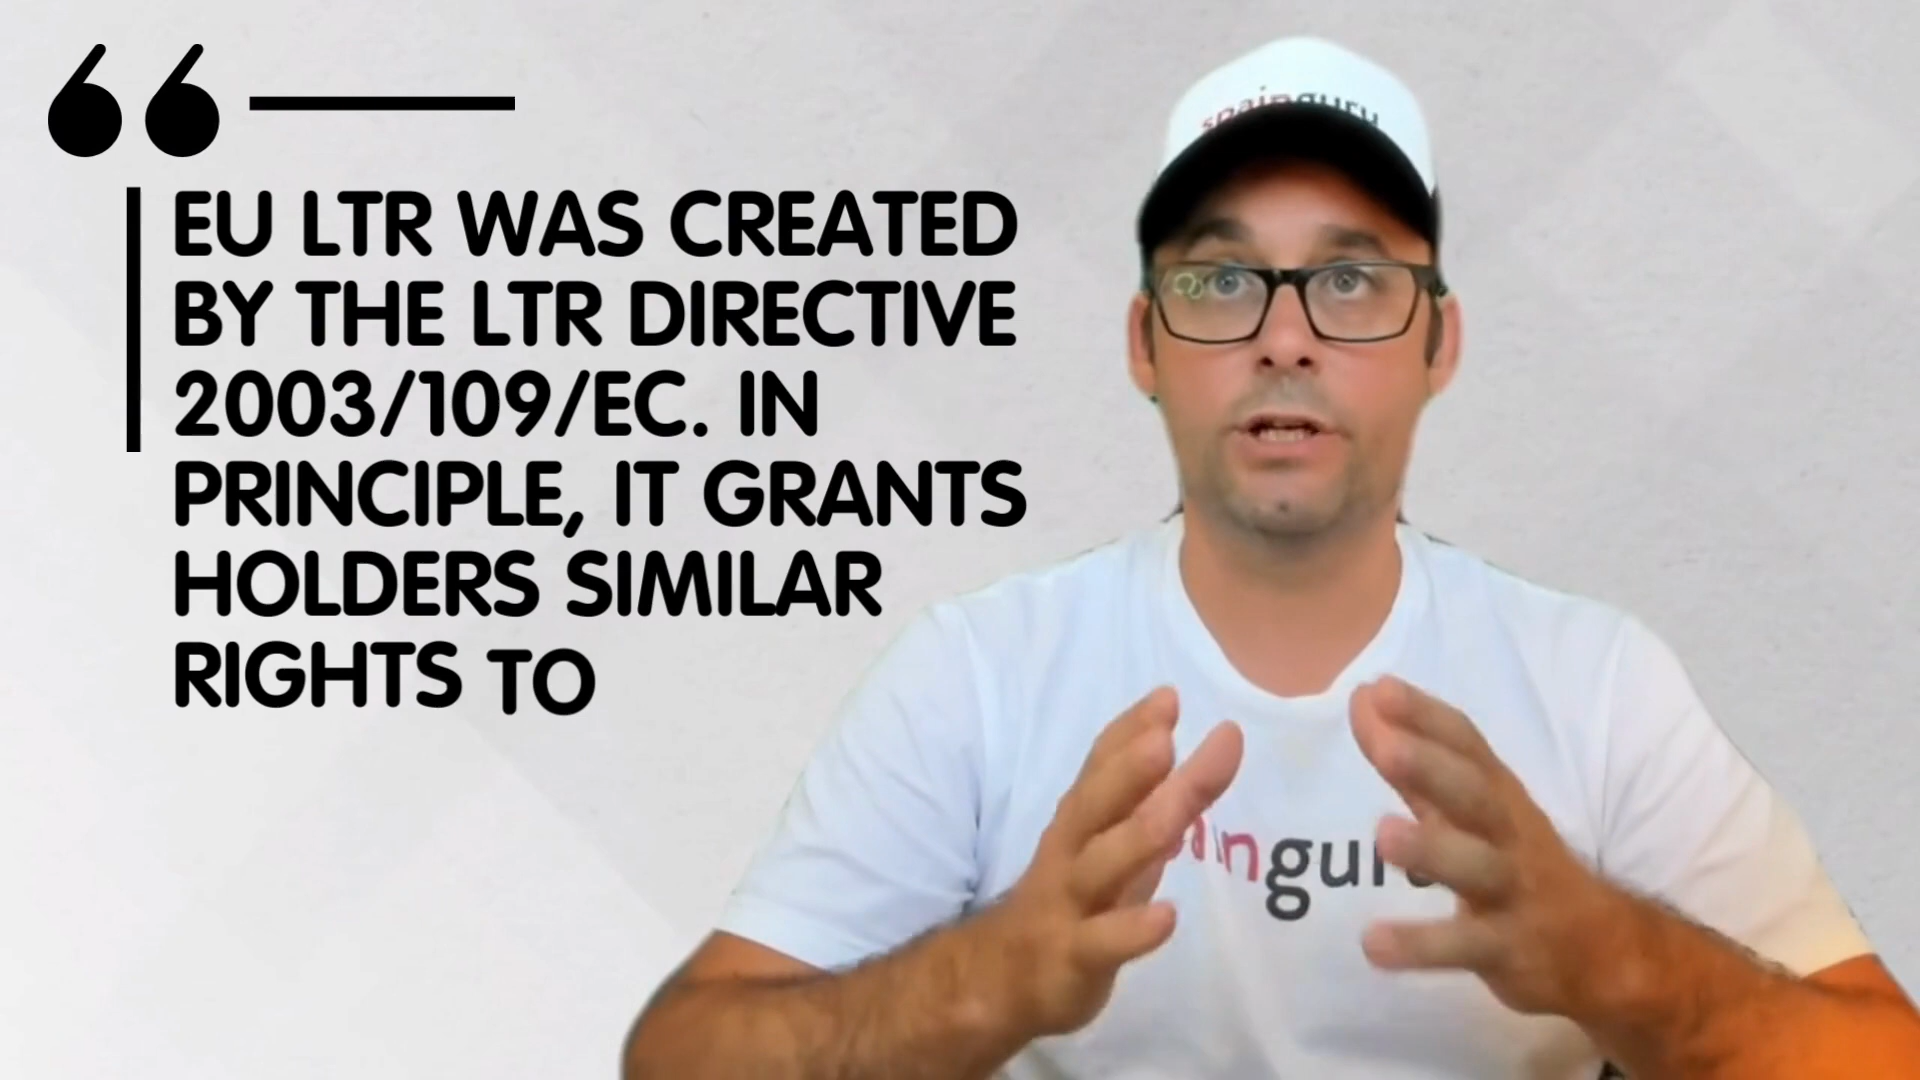 spainguru
EU LTR WAS CREATED
BY THE LTR DIRECTIVE
2003/109/EC. IN
PRINCIPLE, IT GRANTS
HOLDERS SIMILAR
RIGHTS TO